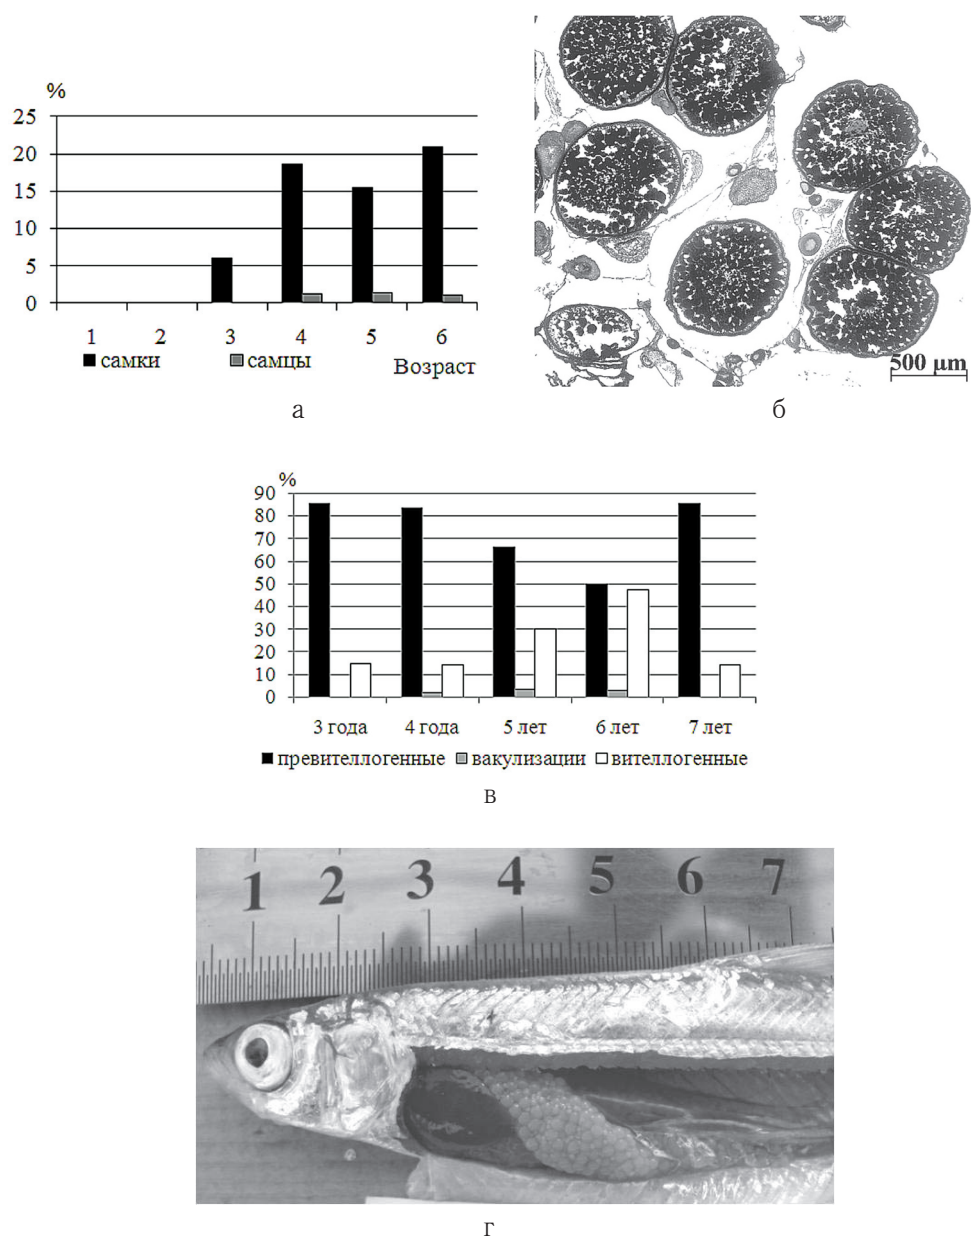 %
25
20
15
10
5
0
1 2 3 4 5 6
самки самцы Возраст
а
500 μm
б
%
90
80
70
60
50
40
30
20
10
0
3 года 4 года 5 лет 6 лет 7 лет
превителлогенные вакулизации вителлогенные
в
1 2 3 4 5 6 7
г